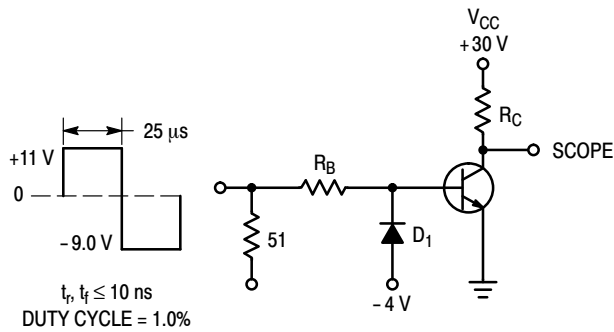 V_CC
+30 V
25 μs
R_C
+11 V
SCOPE
R_B
0
51
D_1
-9.0 V
-4 V
t_r, t_f ≤ 10 ns
DUTY CYCLE = 1.0%